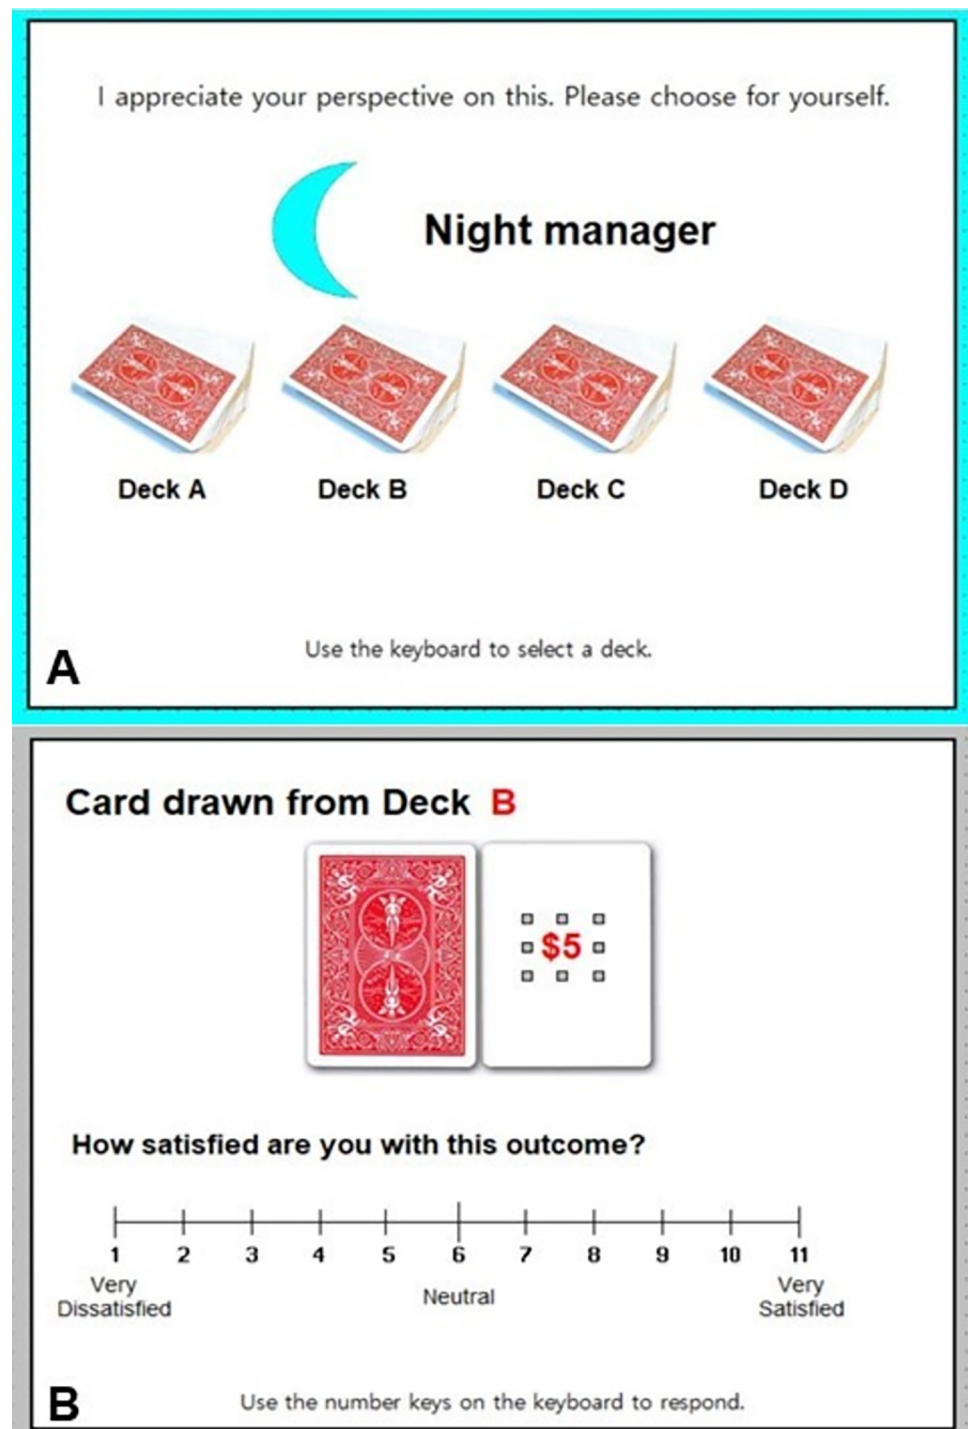 I appreciate your perspective on this. Please choose for yourself.
Night manager
Deck A Deck B Deck C Deck D
Use the keyboard to select a deck.
A
Card drawn from Deck B
$5
How satisfied are you with this outcome?
1 2 3 4 5 6 7 8 9 10 11
Very Dissatisfied Neutral Very Satisfied
Use the number keys on the keyboard to respond.
B